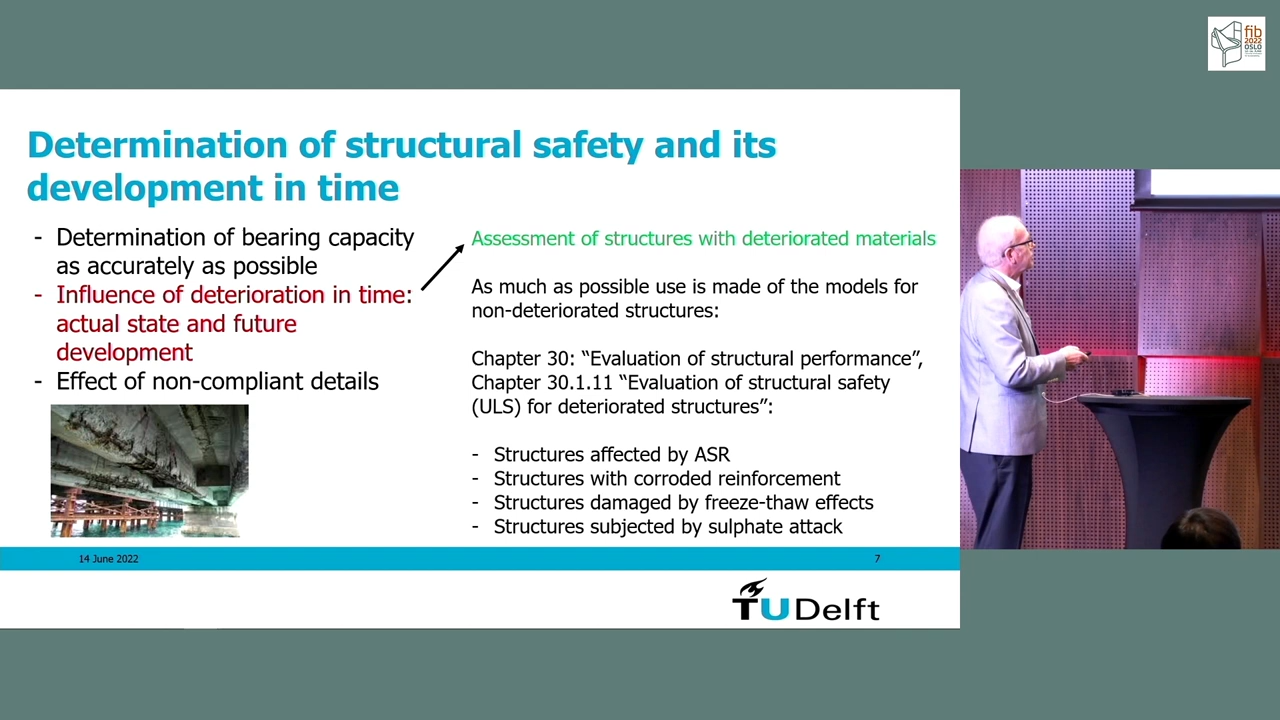 fib
2022
OSLO
Determination of structural safety and its
development in time
- Determination of bearing capacity
as accurately as possible
- Influence of deterioration in time:
actual state and future
development
- Effect of non-compliant details
Assessment of structures with deteriorated materials
As much as possible use is made of the models for
non-deteriorated structures:
Chapter 30: “Evaluation of structural performance”,
Chapter 30.1.11 “Evaluation of structural safety
(ULS) for deteriorated structures”:
- Structures affected by ASR
- Structures with corroded reinforcement
- Structures damaged by freeze-thaw effects
- Structures subjected by sulphate attack
14 June 2022
7
TU Delft